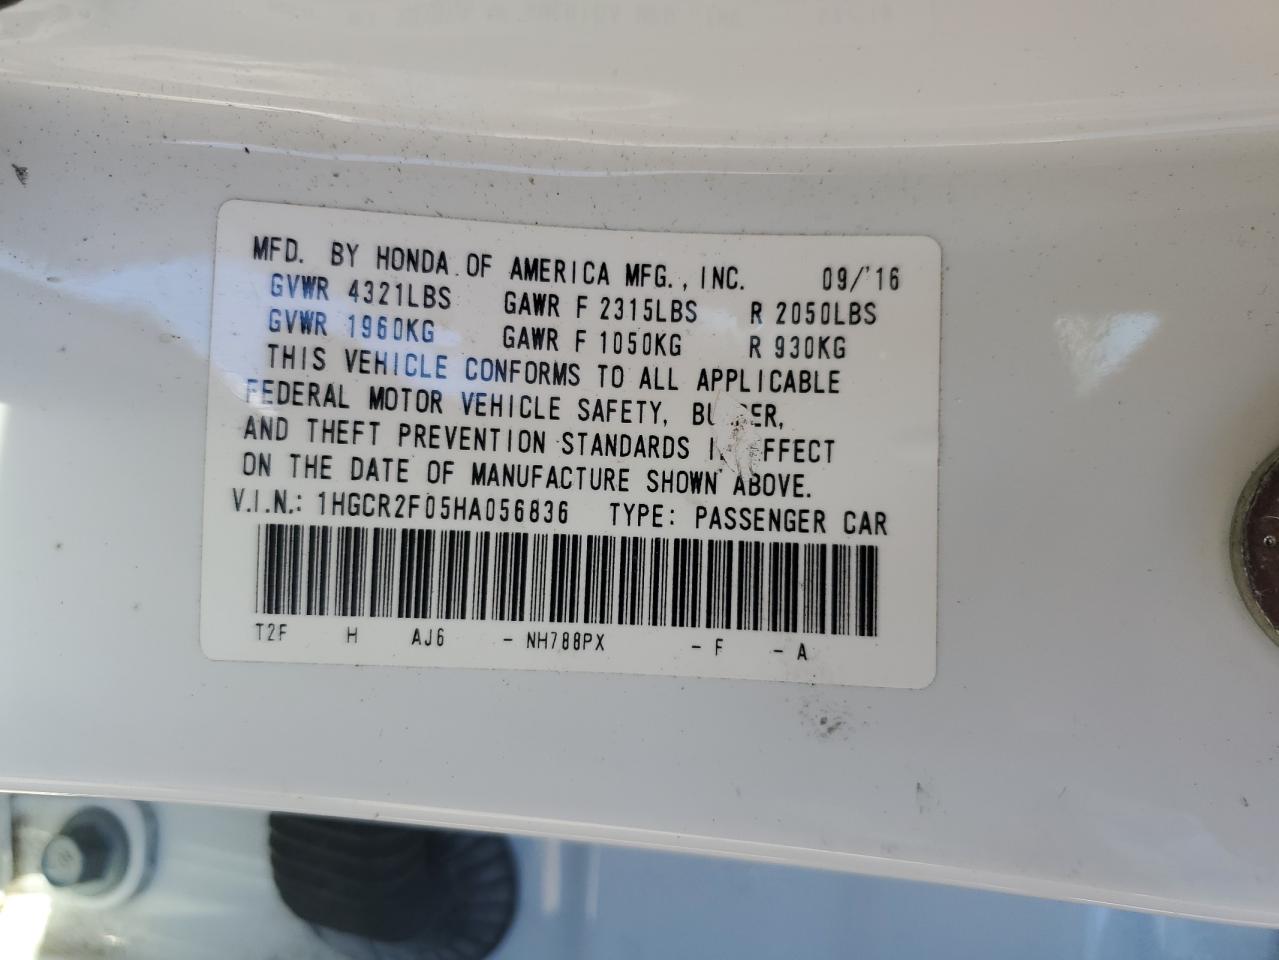 MFD. BY HONDA OF AMERICA MFG., INC. 09/'16
GVWR 4321LBS GAWR F 2315LBS R 2050LBS
GVWR 1960KG GAWR F 1050KG R 930KG
THIS VEHICLE CONFORMS TO ALL APPLICABLE
FEDERAL MOTOR VEHICLE SAFETY,
AND THEFT PREVENTION STANDARDS
ON THE DATE OF MANUFACTURE SHOWN ABOVE.
V.I.N.: 1HGCR2F05HA056836 TYPE: PASSENGER CAR
T2F H AJ6 - NH788PX - F - A